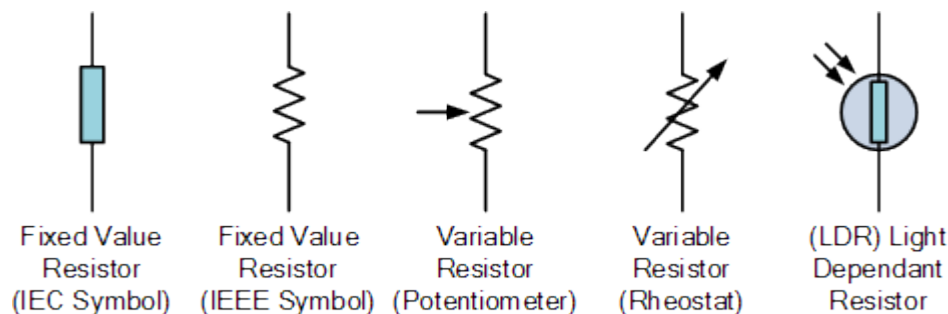 Fixed Value
Resistor
(IEC Symbol)
Fixed Value
Resistor
(IEEE Symbol)
Variable
Resistor
(Potentiometer)
Variable
Resistor
(Rheostat)
(LDR) Light
Dependant
Resistor